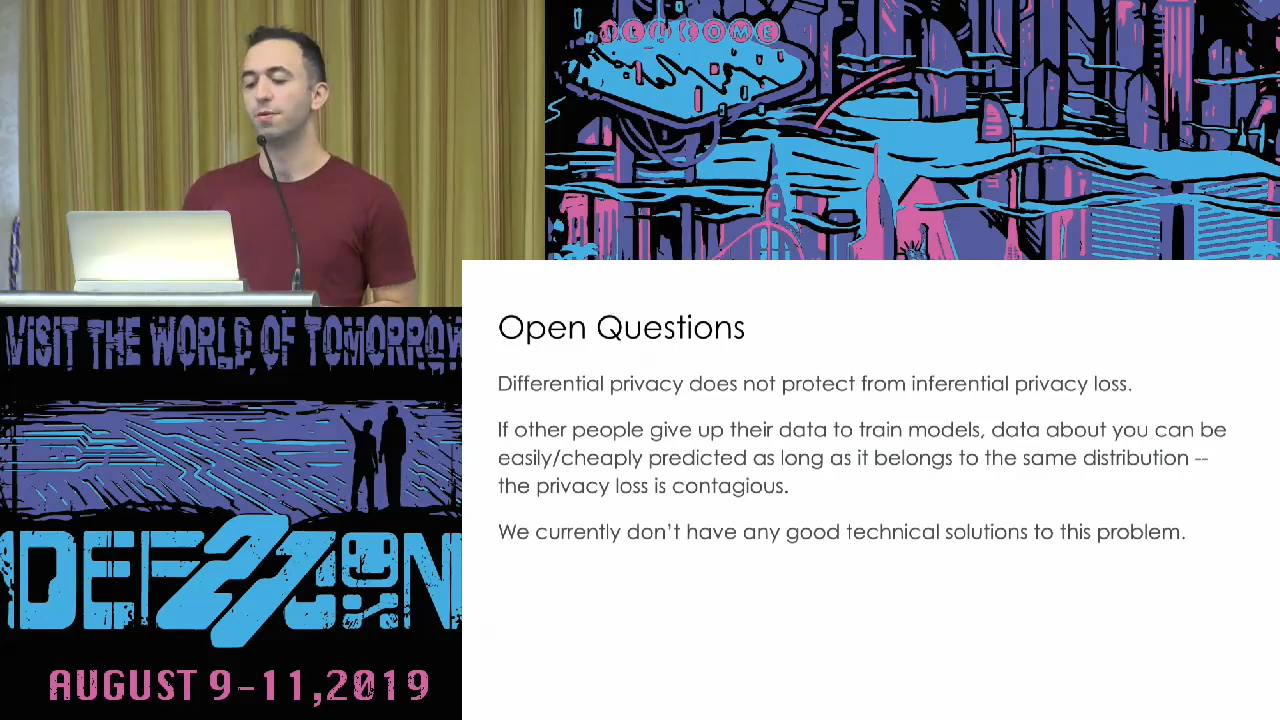 WELCOME
Open Questions
Differential privacy does not protect from inferential privacy loss.
If other people give up their data to train models, data about you can be
easily/cheaply predicted as long as it belongs to the same distribution --
the privacy loss is contagious.
We currently don't have any good technical solutions to this problem.
VISIT THE WORLD OF TOMORROW
DEF27CON
AUGUST 9-11,2019